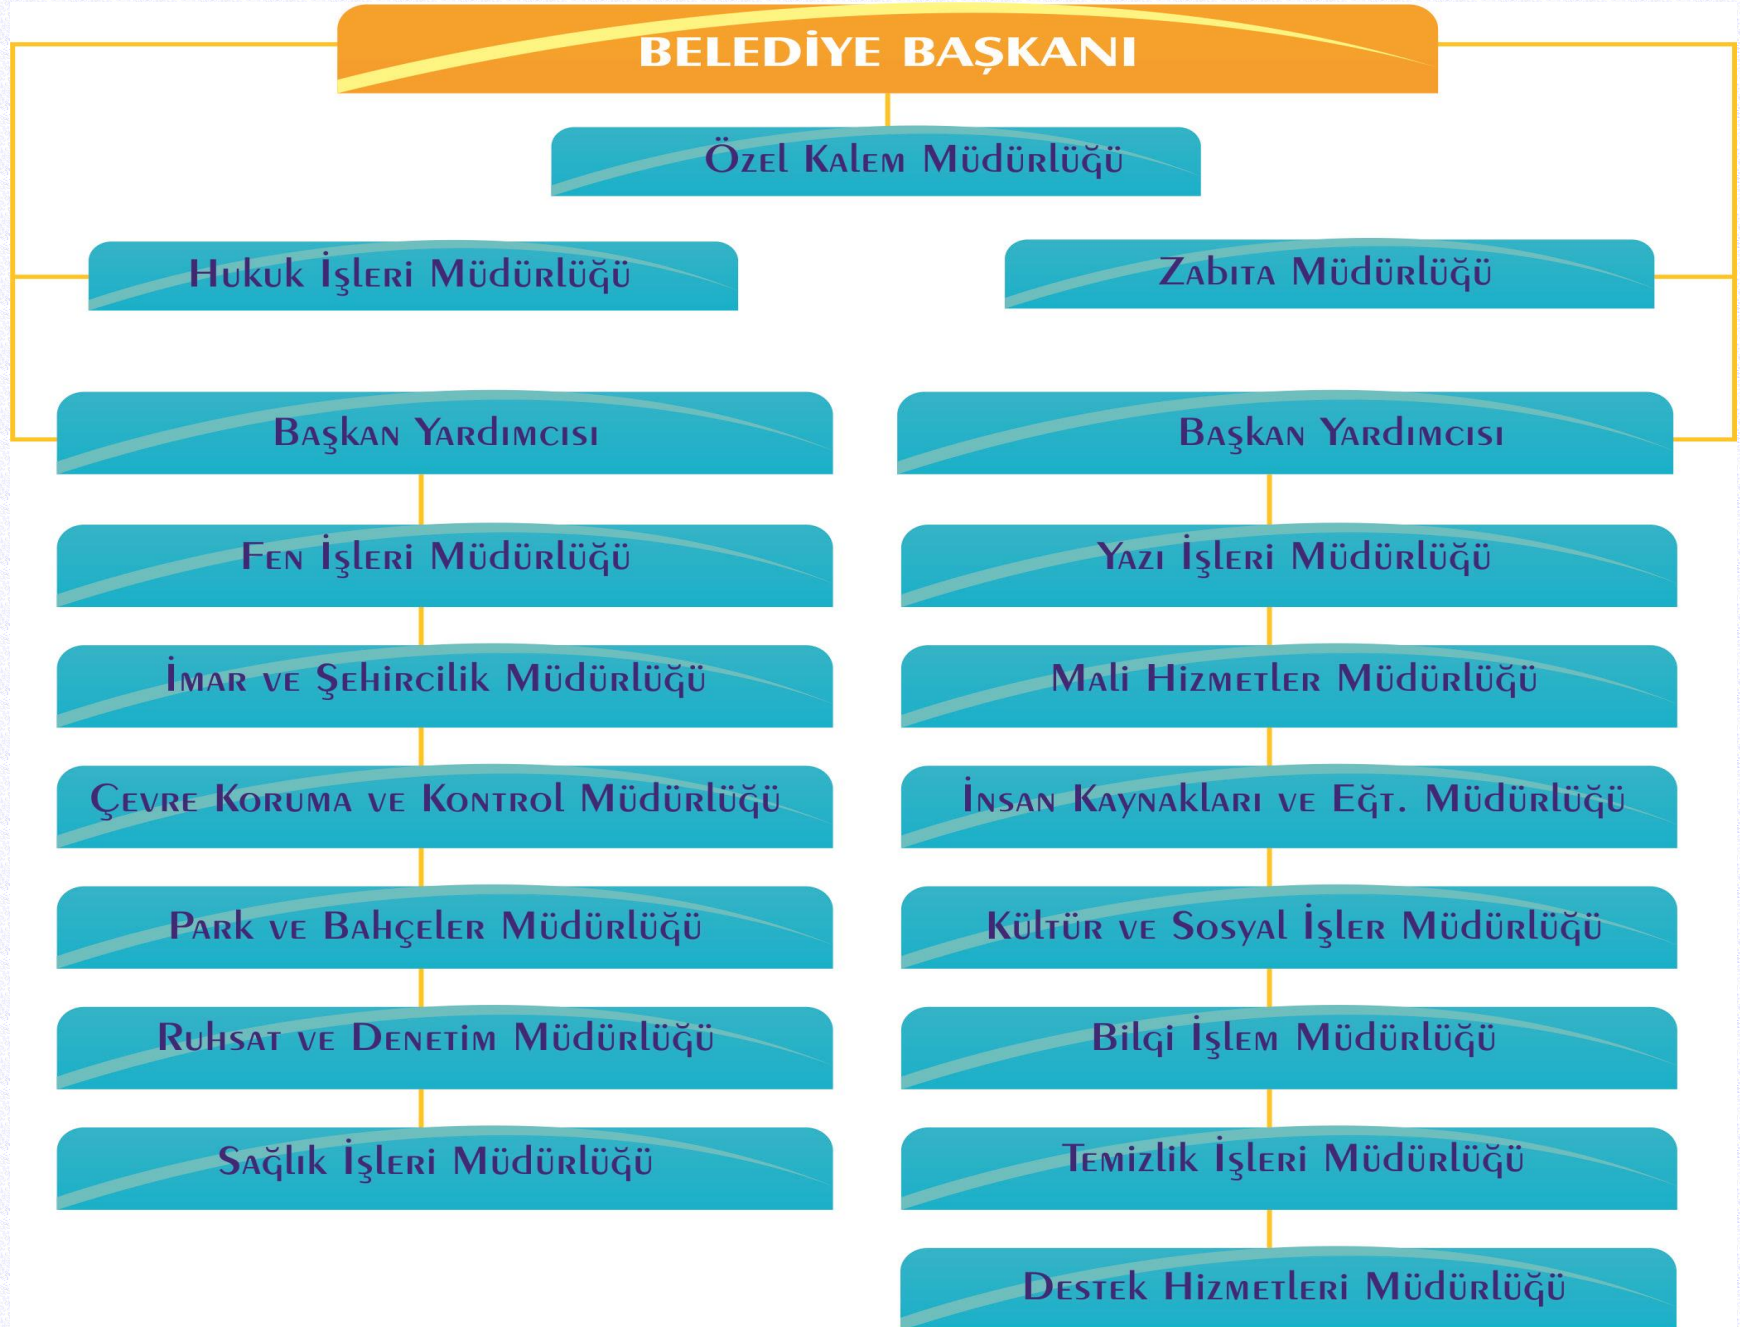 BELEDİYE BAŞKANI
Özel Kalem Müdürlüğü
Hukuk İşleri Müdürlüğü
Zabıta Müdürlüğü
Başkan Yardımcısı
Başkan Yardımcısı
Fen İşleri Müdürlüğü
Yazı İşleri Müdürlüğü
İmar ve Şehircilik Müdürlüğü
Mali Hizmetler Müdürlüğü
Çevre Koruma ve Kontrol Müdürlüğü
İnsan Kaynakları ve Eğt. Müdürlüğü
Park ve Bahçeler Müdürlüğü
Kültür ve Sosyal İşler Müdürlüğü
Ruhsat ve Denetim Müdürlüğü
Bilgi İşlem Müdürlüğü
Sağlık İşleri Müdürlüğü
Temizlik İşleri Müdürlüğü
Destek Hizmetleri Müdürlüğü